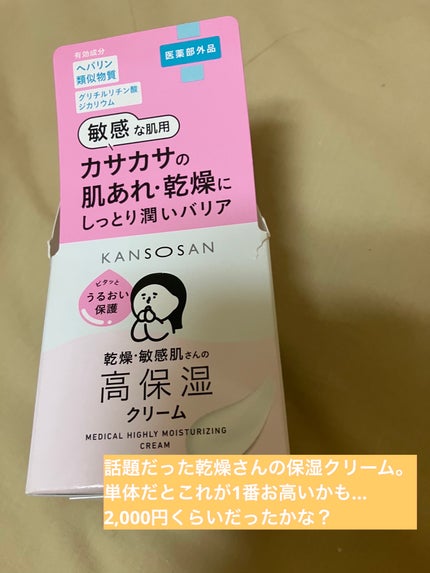 有効成分
ヘパリン
類似物質
グリチルリチン酸
ジカリウム
医薬部外品
敏感な肌用
カサカサの
肌あれ・乾燥に
しっとり潤いバリア
KANSOSAN
ピタッと
うるおい
保護
乾燥・敏感肌さんの
高保湿
クリーム
MEDICAL HIGHLY MOISTURIZING
CREAM
話題だった乾燥さんの保湿クリーム。
単体だとこれが1番お高いかも...
2,000円くらいだったかな？